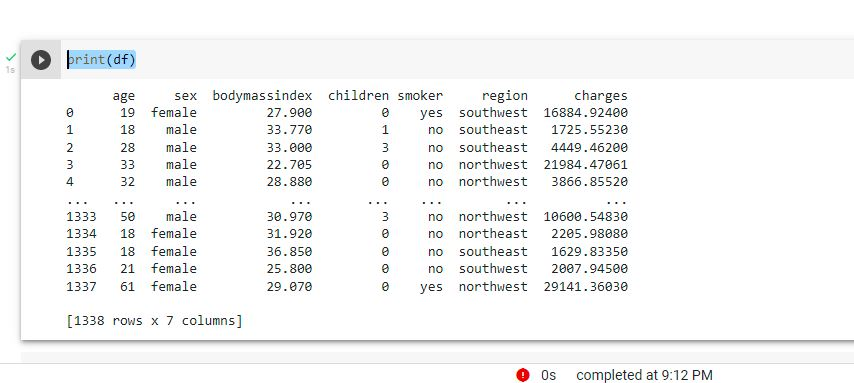 print(df)
1s
age sex bodymassindex children smoker region charges
0 19 female 27.900 0 yes southwest 16884.92400
1 18 male 33.770 1 no southeast 1725.55230
2 28 male 33.000 3 no southeast 4449.46200
3 33 male 22.705 0 no northwest 21984.47061
4 32 male 28.880 0 no northwest 3866.85520
... ... ... ... ... ... ... ...
1333 50 male 30.970 3 no northwest 10600.54830
1334 18 female 31.920 0 no northeast 2205.98080
1335 18 female 36.850 0 no southeast 1629.83350
1336 21 female 25.800 0 no southwest 2007.94500
1337 61 female 29.070 0 yes northwest 29141.36030
[1338 rows x 7 columns]
0s completed at 9:12 PM